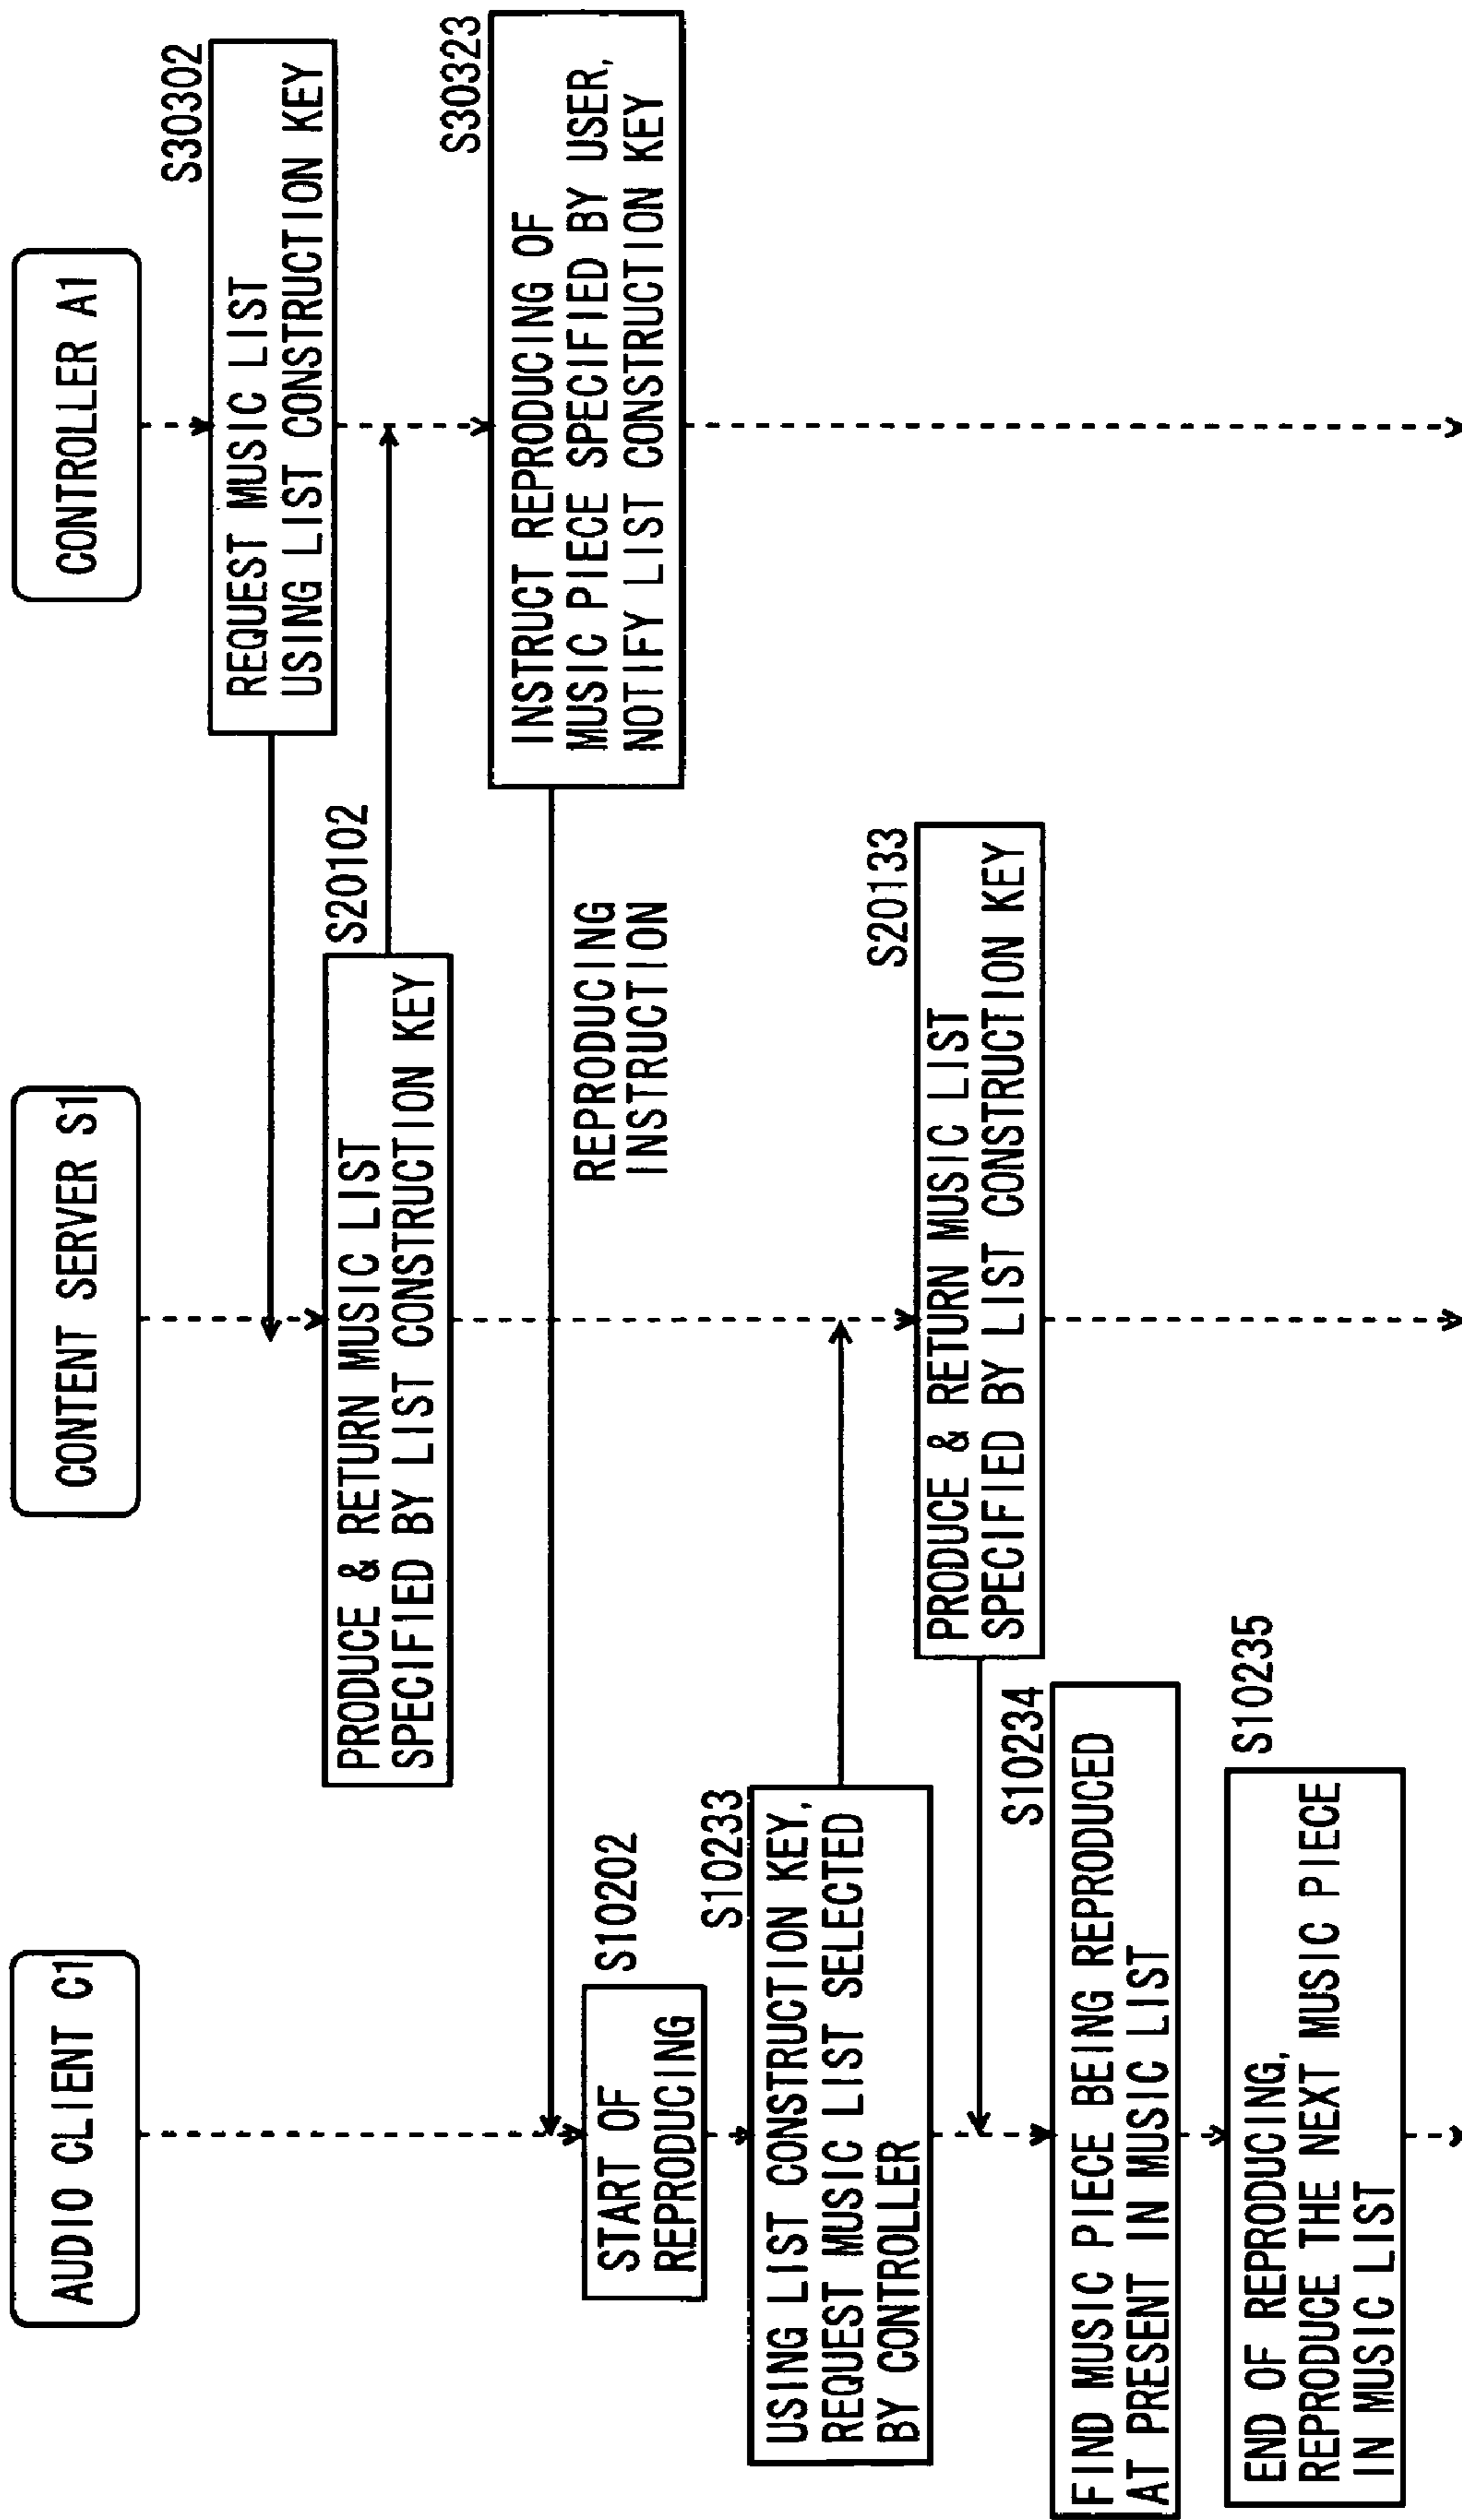 AUDIO CLIENT C1
CONTENT SERVER S1
CONTROLLER A1
S30302
REQUEST MUSIC LIST
USING LIST CONSTRUCTION KEY
S20102
PRODUCE & RETURN MUSIC LIST
SPECIFIED BY LIST CONSTRUCTION KEY
S30323
INSTRUCT REPRODUCING OF
MUSIC PIECE SPECIFIED BY USER,
NOTIFY LIST CONSTRUCTION KEY
REPRODUCING
INSTRUCTION
S10202
START OF
REPRODUCING
S10233
USING LIST CONSTRUCTION KEY,
REQUEST MUSIC LIST SELECTED
BY CONTROLLER
S20133
PRODUCE & RETURN MUSIC LIST
SPECIFIED BY LIST CONSTRUCTION KEY
S10234
FIND MUSIC PIECE BEING REPRODUCED
AT PRESENT IN MUSIC LIST
S10235
END OF REPRODUCING,
REPRODUCE THE NEXT MUSIC PIECE
IN MUSIC LIST